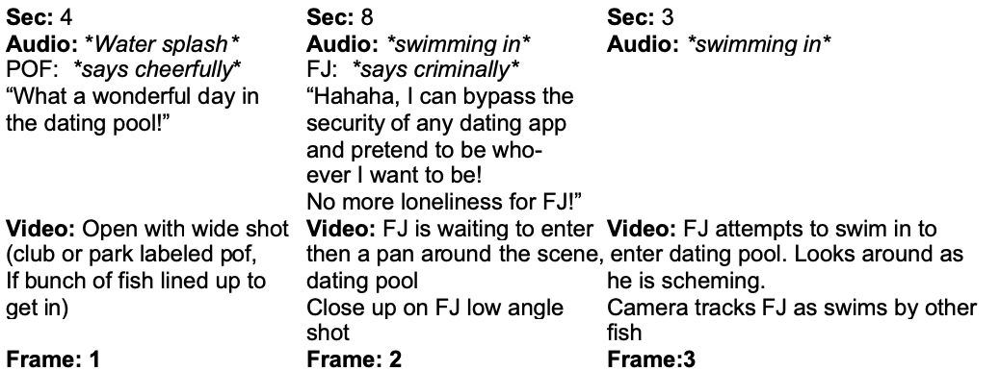 Sec: 4
Audio: *Water splash*
POF: *says cheerfully*
“What a wonderful day in
the dating pool!”
Video: Open with wide shot
(club or park labeled pof,
If bunch of fish lined up to
get in)
Frame: 1
Sec: 8
Audio: *swimming in*
FJ: *says criminally*
“Hahaha, I can bypass the
security of any dating app
and pretend to be who-
ever I want to be!
No more loneliness for FJ!”
Video: FJ is waiting to enter
then a pan around the scene,
dating pool
Close up on FJ low angle
shot
Frame: 2
Sec: 3
Audio: *swimming in*
Video: FJ attempts to swim in to
enter dating pool. Looks around as
he is scheming.
Camera tracks FJ as swims by other
fish
Frame:3